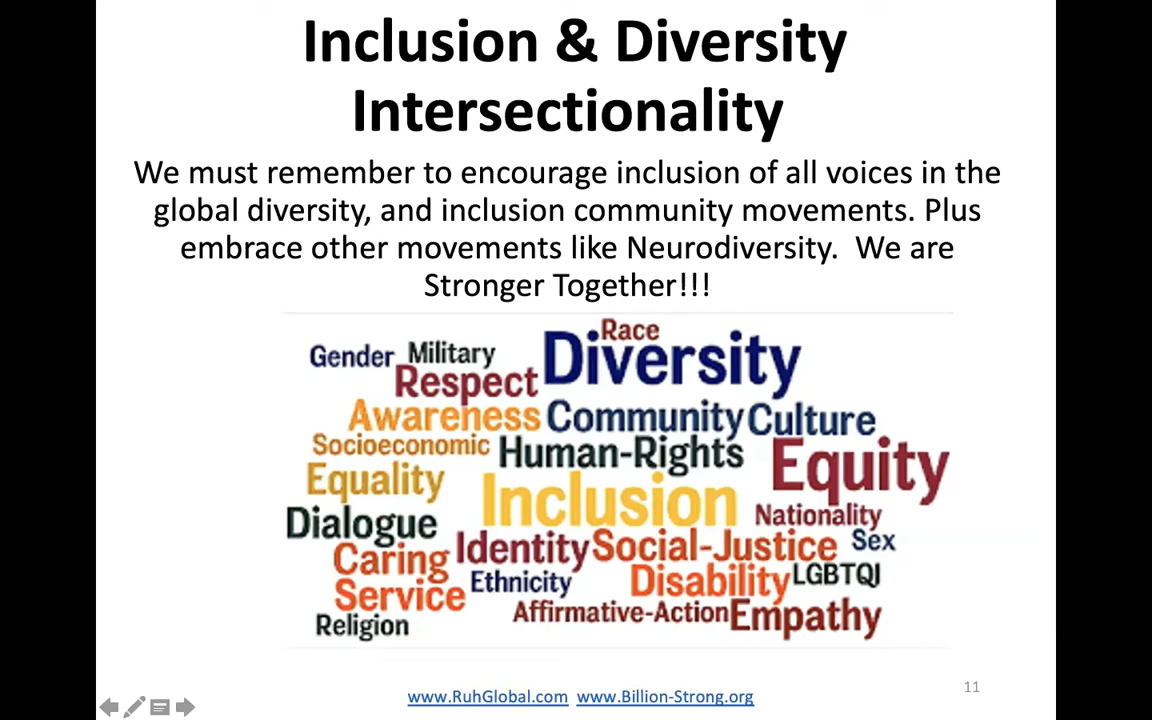 Inclusion & Diversity
Intersectionality
We must remember to encourage inclusion of all voices in the
global diversity, and inclusion community movements. Plus
embrace other movements like Neurodiversity.  We are
Stronger Together!!!
Race
Gender Military Diversity
Respect
Awareness Community Culture
Socioeconomic Human-Rights Equity
Equality Inclusion
Dialogue Nationality
Caring Identity Social-Justice Sex
Service Ethnicity Disability LGBTQI
Religion Affirmative-Action Empathy
www.RuhGlobal.com www.Billion-Strong.org
11